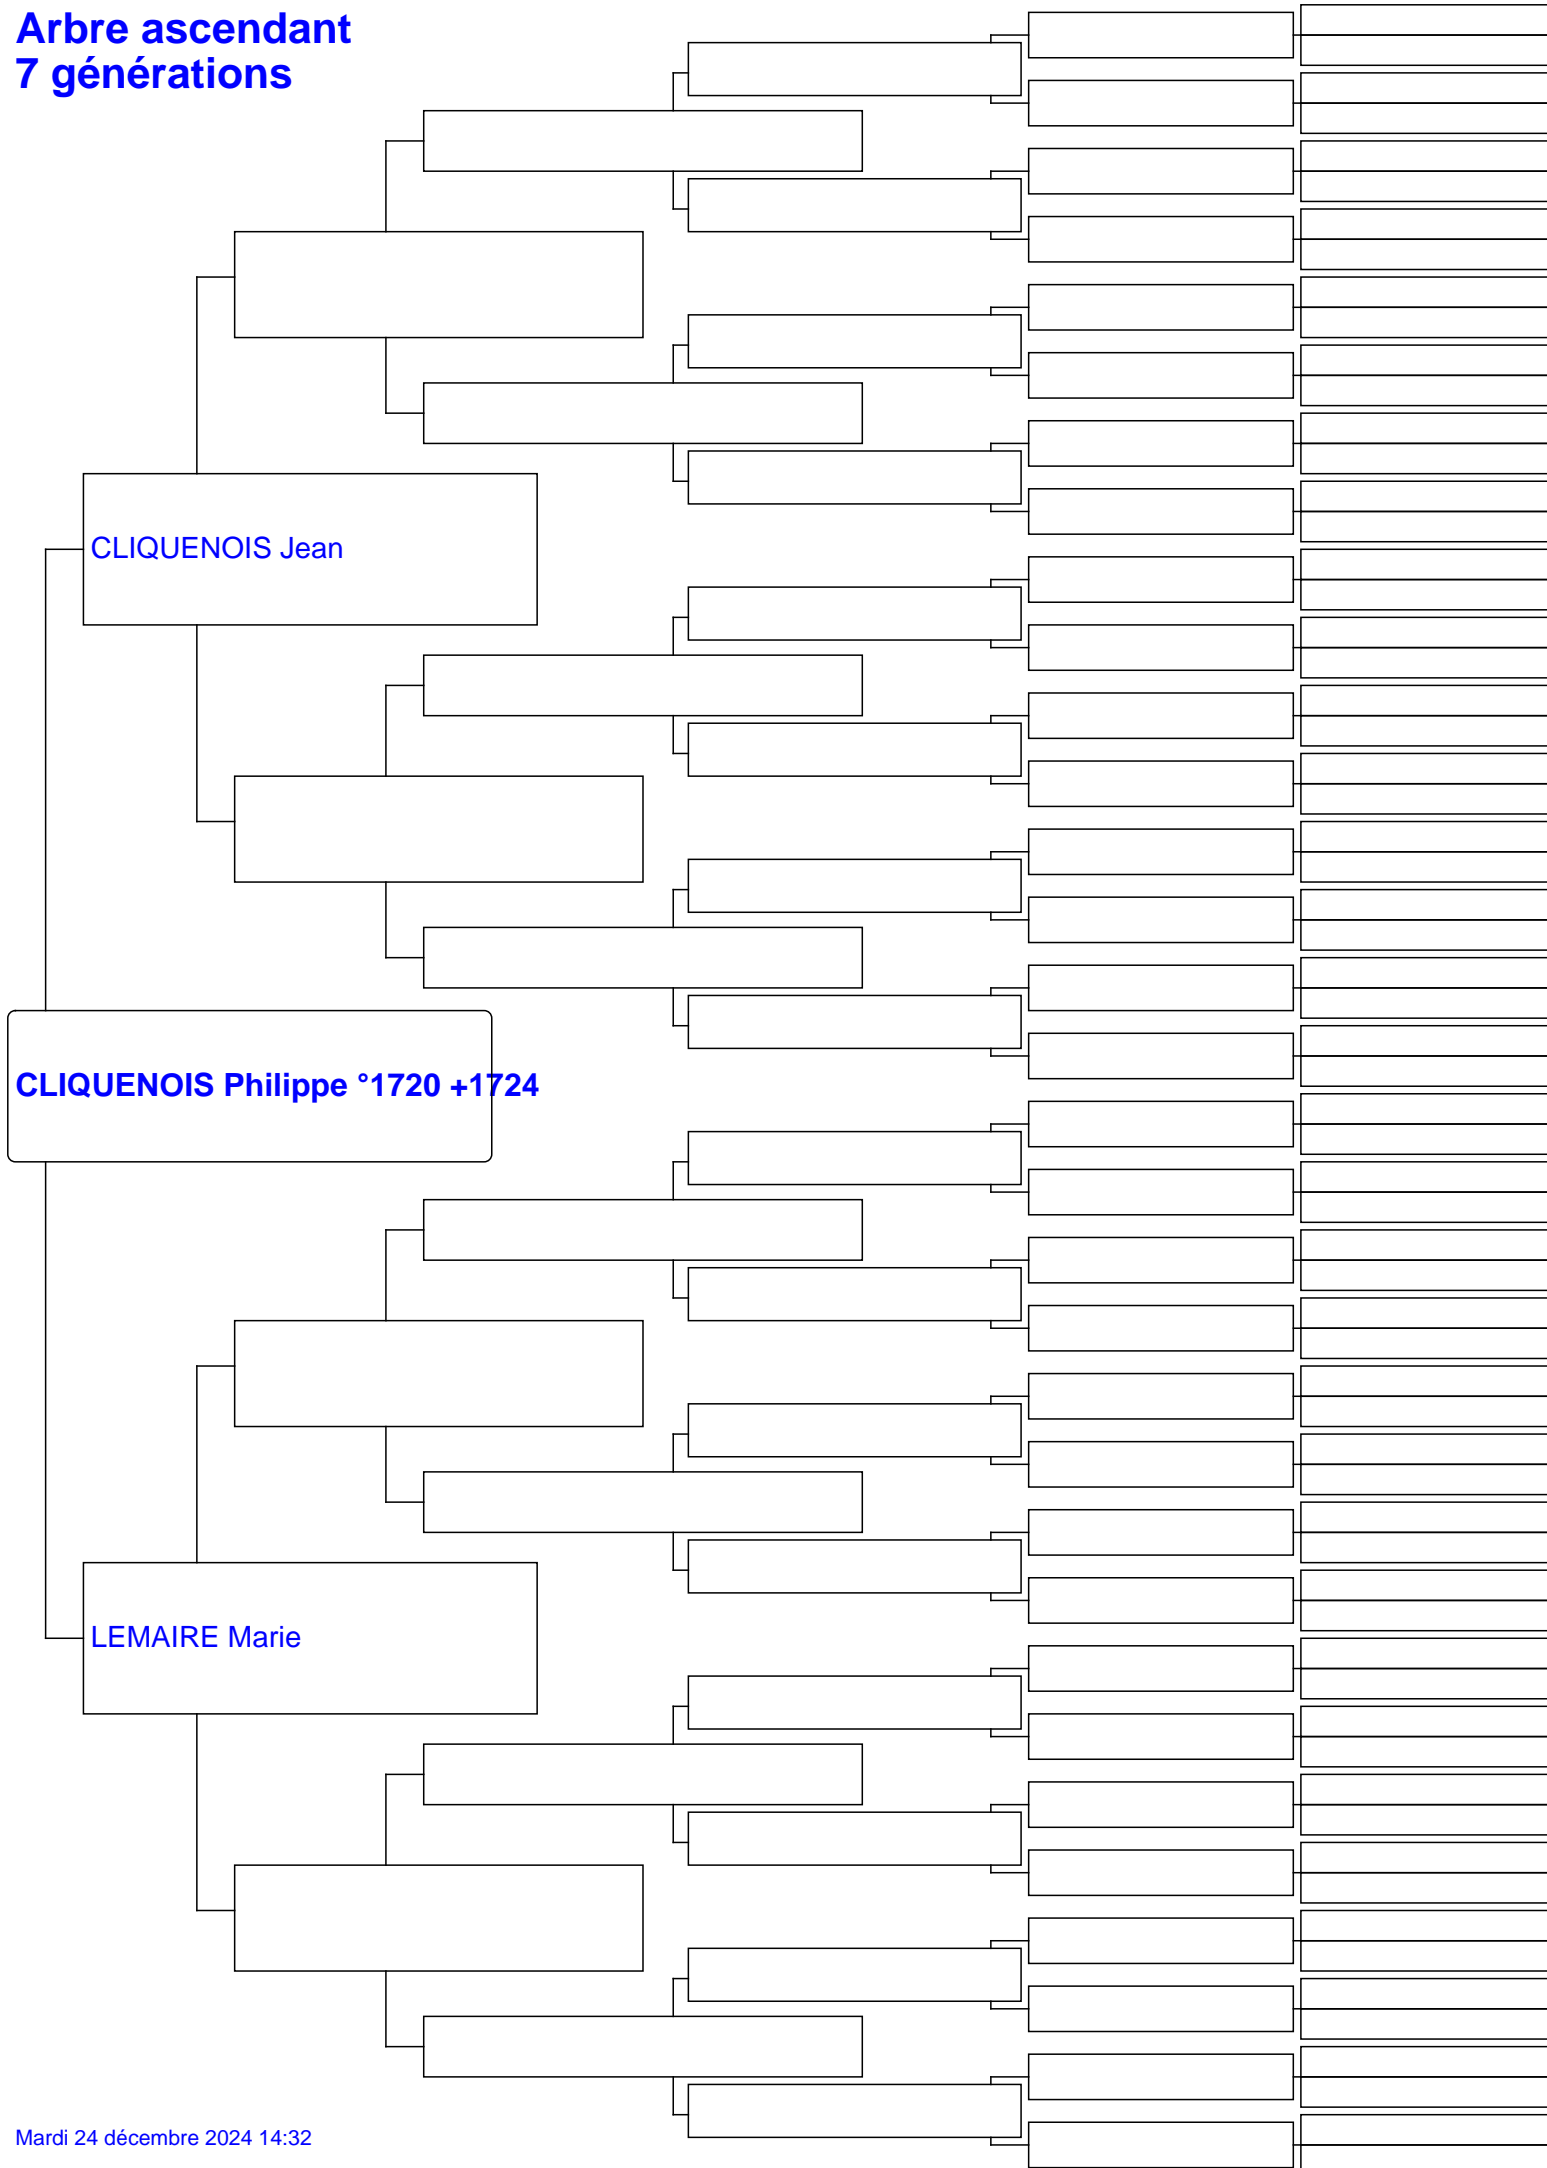 Arbre ascendant
7 générations
CLIQUENOIS Jean
CLIQUENOIS Philippe °1720 +1724
LEMAIRE Marie
Mardi 24 décembre 2024 14:32